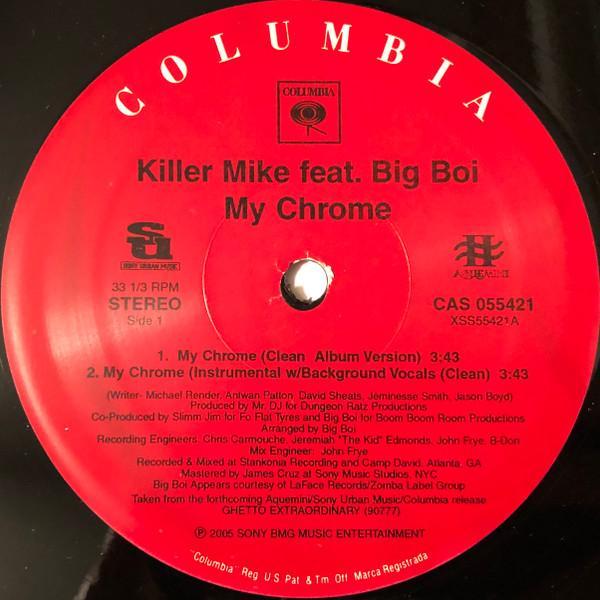 COLUMBIA
COLUMBIA
Killer Mike feat. Big Boi
My Chrome
SONY URBAN MUSIC
AQUEMINI
33 1/3 RPM
STEREO
Side 1
CAS 055421
XSS55421A
1. My Chrome (Clean Album Version) 3:43
2. My Chrome (Instrumental w/Background Vocals (Clean) 3:43
(Writer- Michael Render, Antwan Patton, David Sheats, Jeminesse Smith, Jason Boyd)
Produced by Mr. DJ for Dungeon Ratz Productions
Co-Produced by Slimm Jim for Fo Flat Tyres and Big Boi for Boom Boom Room Productions
Arranged by Big Boi
Recording Engineers: Chris Carmouche, Jeremiah "The Kid" Edmonds, John Frye, B-Don
Mix Engineer: John Frye
Recorded & Mixed at Stankonia Recording and Camp David, Atlanta, GA
Mastered by James Cruz at Sony Music Studios, NYC
Big Boi Appears courtesy of LaFace Records/Zomba Label Group
Taken from the forthcoming Aquemini/Sony Urban Music/Columbia release
GHETTO EXTRAORDINARY (90777)
℗ 2005 SONY BMG MUSIC ENTERTAINMENT
"Columbia" Reg. U.S. Pat. & Tm. Off. Marca Registrada